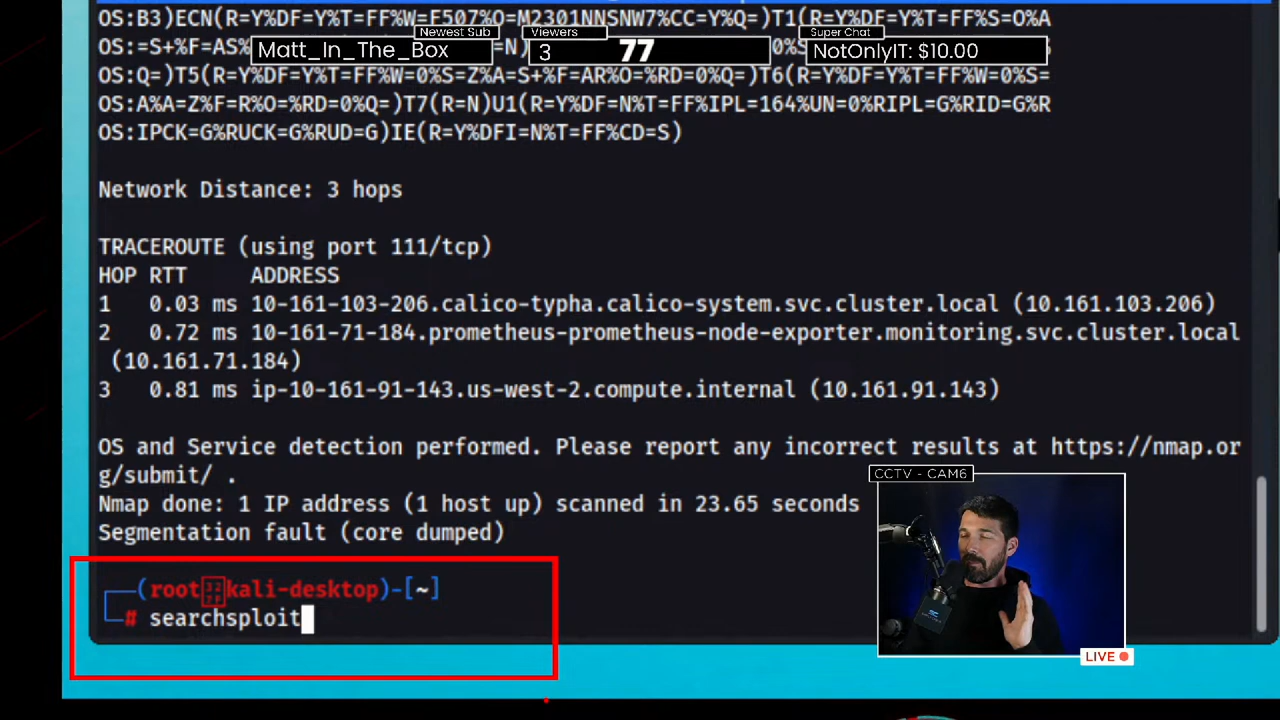 OS:B3)ECN(R=Y%DF=Y%T=FF%W=F507%O=M2301NNSNW7%CC=Y%Q=)T1(R=Y%DF=Y%T=FF%S=O%A
Newest Sub
Viewers
Super Chat
OS:=S+%F=AS%
Matt_In_The_Box
=N)
3
77
0%S
NotOnlyIT: $10.00
OS:Q=)T5(R=Y%DF=Y%T=FF%W=0%S=Z%A=S+%F=AR%O=%RD=0%Q=)T6(R=Y%DF=Y%T=FF%W=0%S=
OS:A%A=Z%F=R%O=%RD=0%Q=)T7(R=N)U1(R=Y%DF=N%T=FF%IPL=164%UN=0%RIPL=G%RID=G%R
OS:IPCK=G%RUCK=G%RUD=G)IE(R=Y%DFI=N%T=FF%CD=S)
Network Distance: 3 hops
TRACEROUTE (using port 111/tcp)
HOP RTT ADDRESS
1 0.03 ms 10-161-103-206.calico-typha.calico-system.svc.cluster.local (10.161.103.206)
2 0.72 ms 10-161-71-184.prometheus-prometheus-node-exporter.monitoring.svc.cluster.local
(10.161.71.184)
3 0.81 ms ip-10-161-91-143.us-west-2.compute.internal (10.161.91.143)
OS and Service detection performed. Please report any incorrect results at https://nmap.or
g/submit/ .
Nmap done: 1 IP address (1 host up) scanned in 23.65 seconds
Segmentation fault (core dumped)
CCTV - CAM6
(root kali-desktop)-[~]
# searchsploit
LIVE